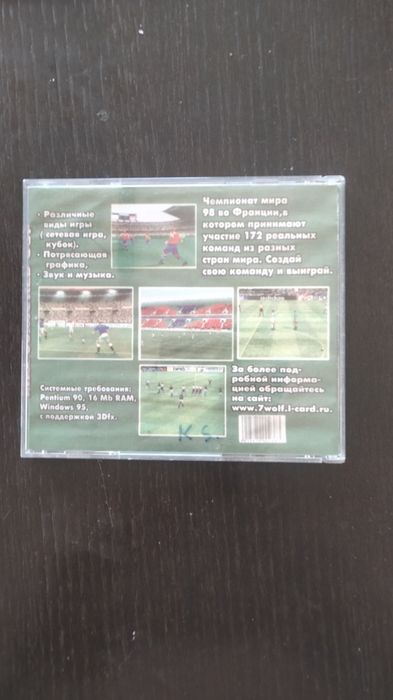 · Различные
виды игры
( сетевая игра,
кубок).
· Потресающая
графика,
· Звук и музыка.
Чемпионат мира
98 во Франции,в
котором принимают
участие 172 реальных
команд из разных
стран мира. Создай
свою команду и выиграй.
Системные требования:
Pentium 90, 16 Mb RAM,
Windows 95,
с поддержкой 3Dfx.
За более под-
робной информа-
цией обращайтесь
на сайт:
www.7wolf.l-card.ru.
K S